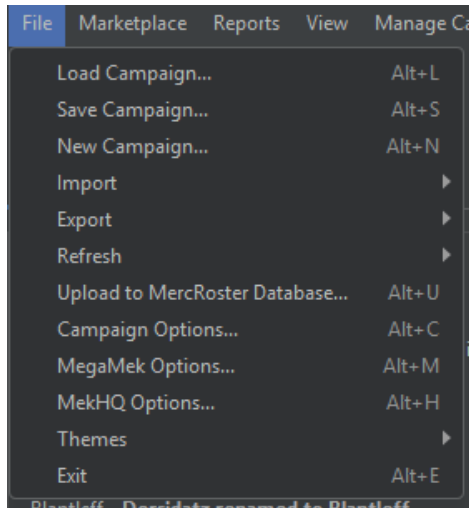 File Marketplace Reports View Manage Ca
Load Campaign... Alt+L
Save Campaign... Alt+S
New Campaign... Alt+N
Import
Export
Refresh
Upload to MercRoster Database... Alt+U
Campaign Options... Alt+C
MegaMek Options... Alt+M
MekHQ Options... Alt+H
Themes
Exit Alt+E